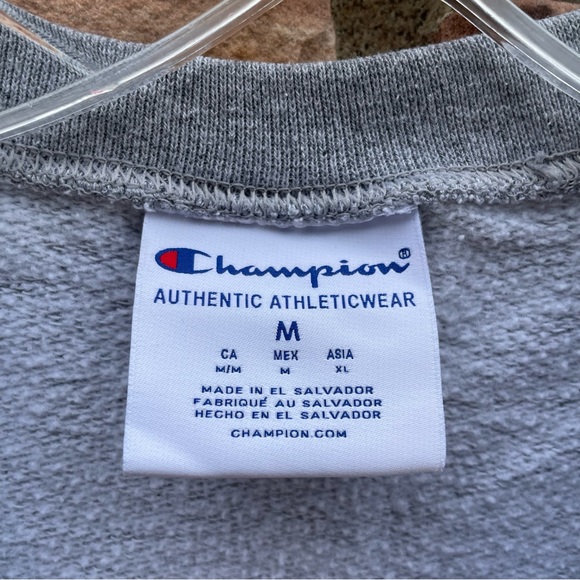 Champion®
AUTHENTIC ATHLETICWEAR
M
CA MEX ASIA
M/M M XL
MADE IN EL SALVADOR
FABRIQUÉ AU SALVADOR
HECHO EN EL SALVADOR
CHAMPION.COM